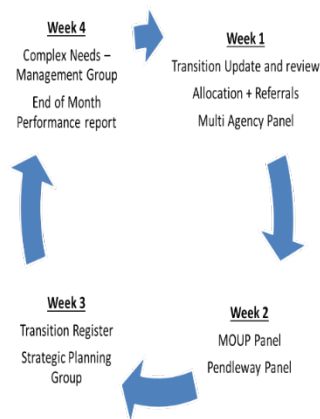 Week 4
Complex Needs –
Management Group
End of Month
Performance report
Week 1
Transition Update and review
Allocation + Referrals
Multi Agency Panel
Week 2
MOUP Panel
Pendleway Panel
Week 3
Transition Register
Strategic Planning
Group